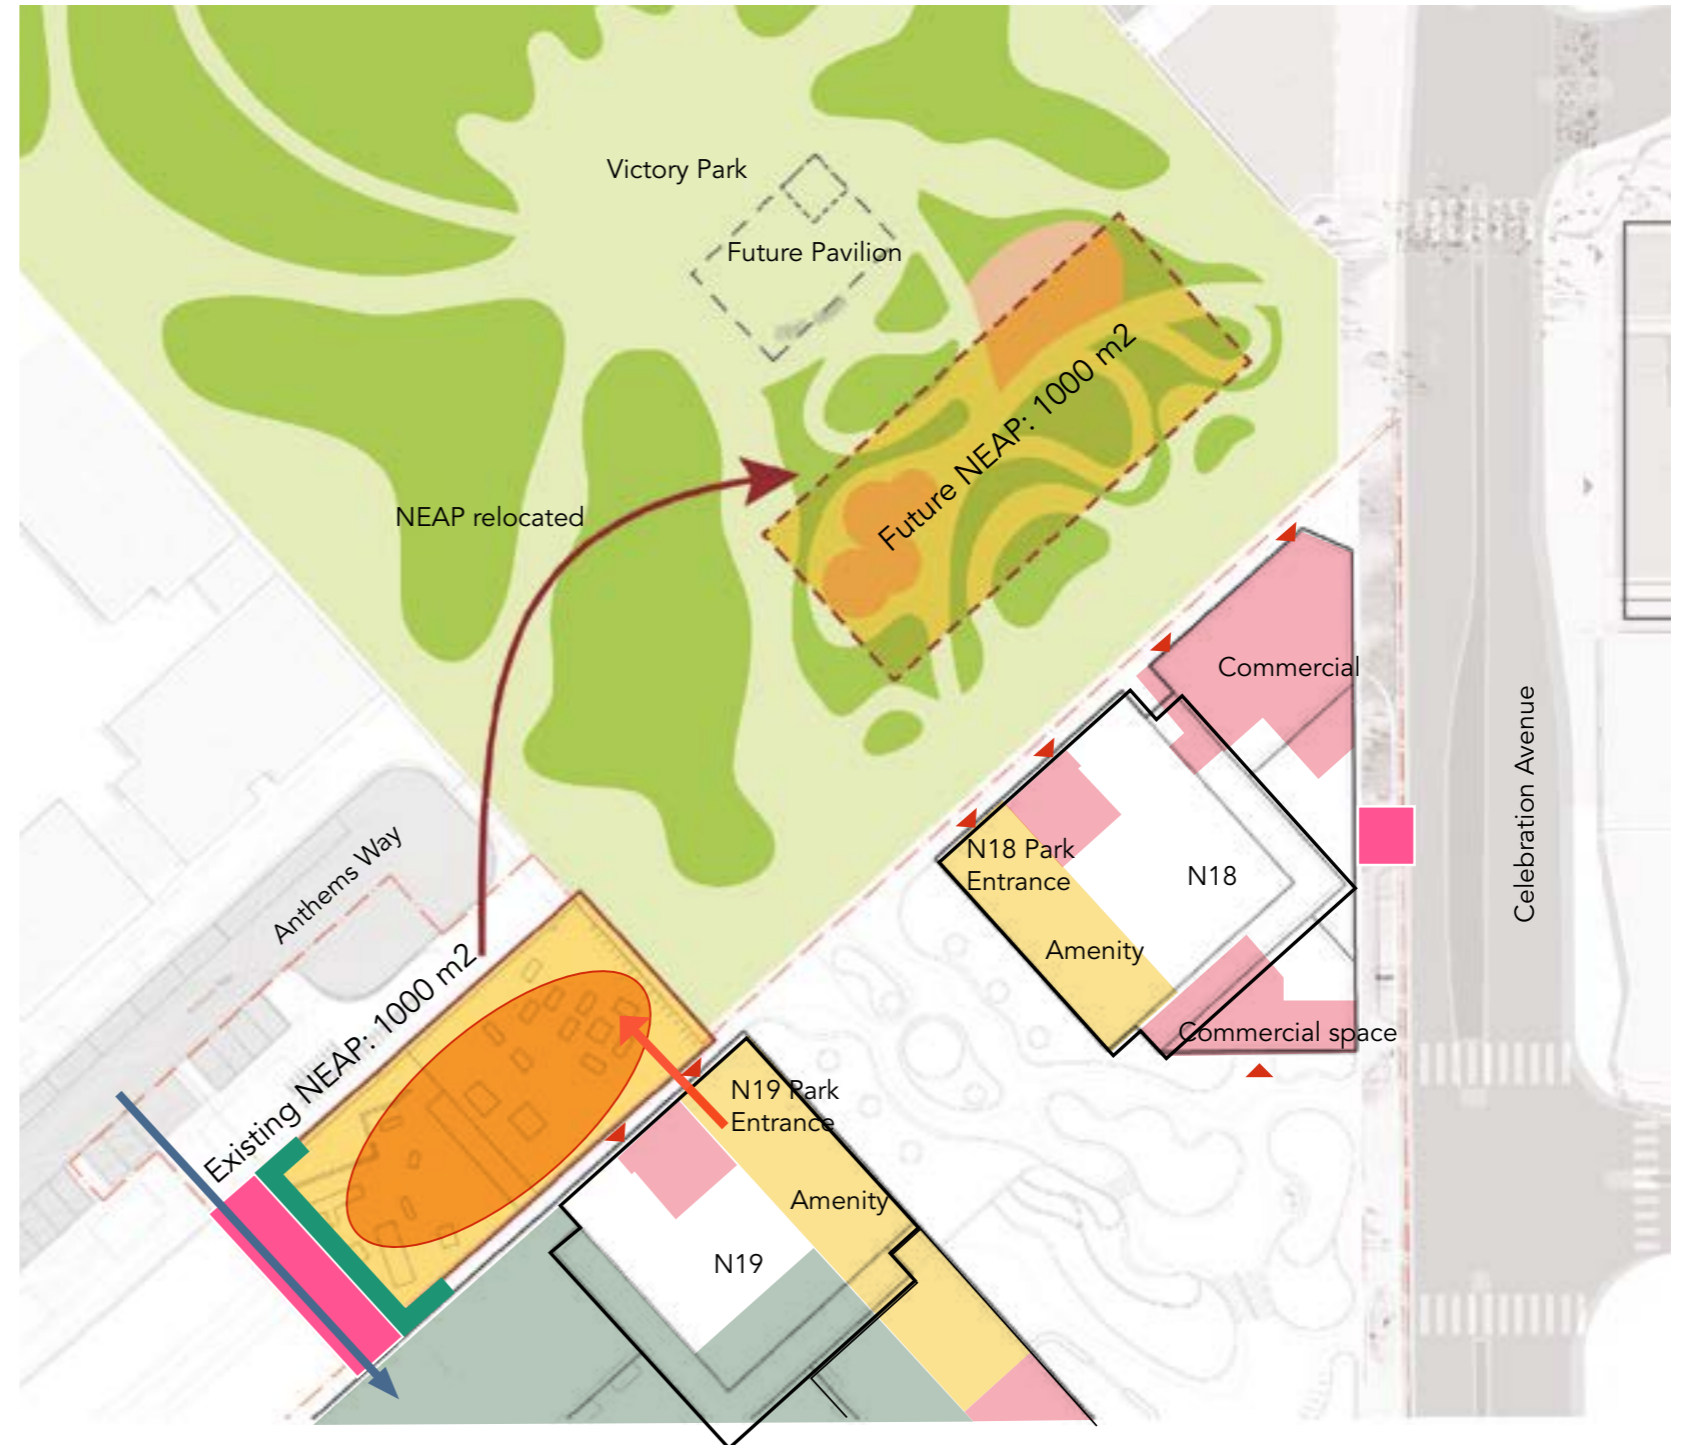 Victory Park
Future Pavilion
Future NEAP: 1000 m2
NEAP relocated
Commercial
Celebration Avenue
N18 Park
Entrance
N18
Amenity
Commercial space
Anthems Way
Existing NEAP: 1000 m2
N19 Park
Entrance
Amenity
N19